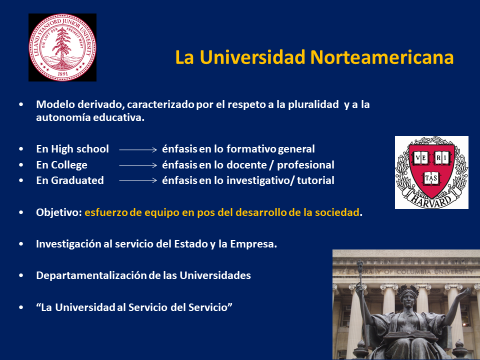 LELAND STANFORD JUNIOR UNIVERSITY
1891
La Universidad Norteamericana
• Modelo derivado, caracterizado por el respeto a la pluralidad y a la
autonomía educativa.
• En High school énfasis en lo formativo general
• En College énfasis en lo docente / profesional
• En Graduated énfasis en lo investigativo/ tutorial
VE RI
TAS
HARVARD
• Objetivo: esfuerzo de equipo en pos del desarrollo de la sociedad.
• Investigación al servicio del Estado y la Empresa.
• Departamentalización de las Universidades
• “La Universidad al Servicio del Servicio”
OF COLUMBIA UNIVERSITY